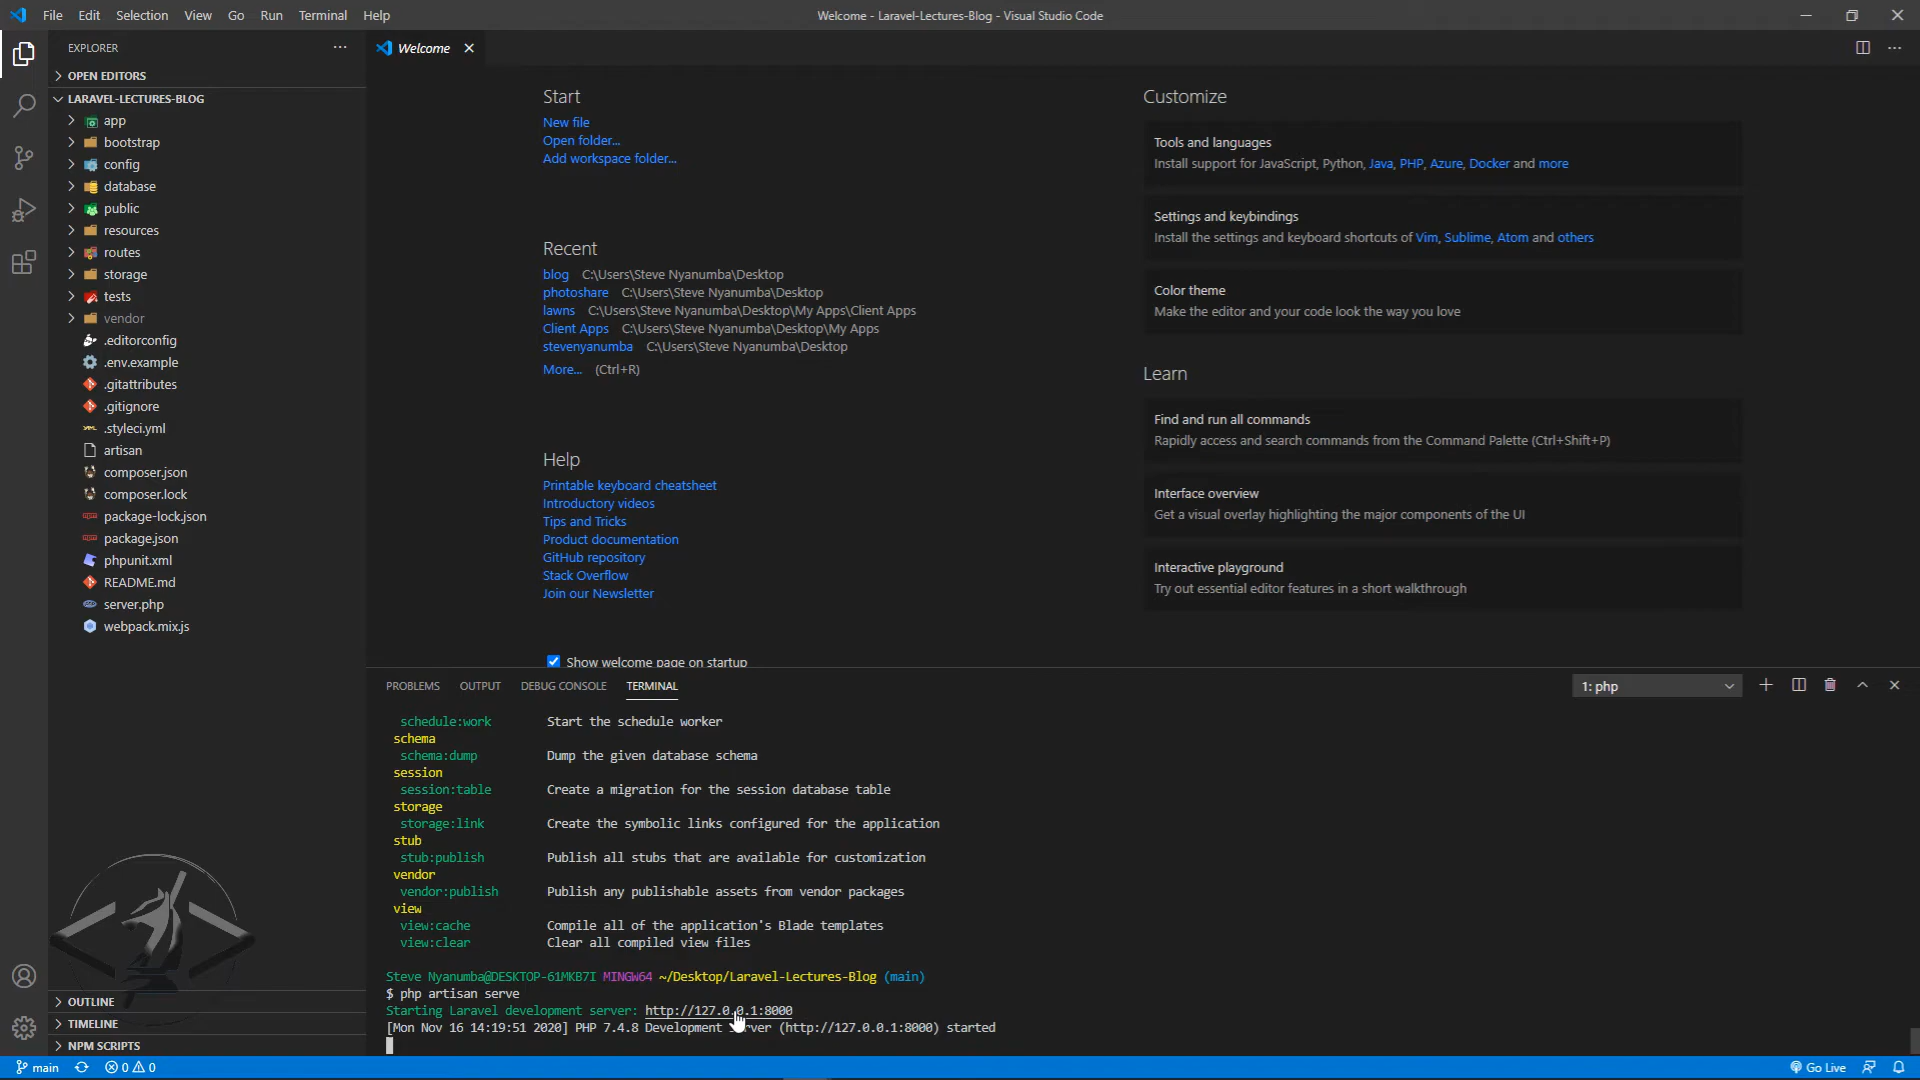 File Edit Selection View Go Run Terminal Help
Welcome - Laravel-Lectures-Blog - Visual Studio Code
EXPLORER
OPEN EDITORS
LARAVEL-LECTURES-BLOG
app
bootstrap
config
database
public
resources
routes
storage
tests
vendor
.editorconfig
.env.example
.gitattributes
.gitignore
.styleci.yml
artisan
composer.json
composer.lock
package-lock.json
package.json
phpunit.xml
README.md
server.php
webpack.mix.js
OUTLINE
TIMELINE
NPM SCRIPTS
Welcome
Start
New file
Open folder...
Add workspace folder...
Recent
blog C:\Users\Steve Nyanumba\Desktop
photoshare C:\Users\Steve Nyanumba\Desktop
lawns C:\Users\Steve Nyanumba\Desktop\My Apps\Client Apps
Client Apps C:\Users\Steve Nyanumba\Desktop\My Apps
stevenyanumba C:\Users\Steve Nyanumba\Desktop
More... (Ctrl+R)
Help
Printable keyboard cheatsheet
Introductory videos
Tips and Tricks
Product documentation
GitHub repository
Stack Overflow
Join our Newsletter
Show welcome page on startup
Customize
Tools and languages
Install support for JavaScript, Python, Java, PHP, Azure, Docker and more
Settings and keybindings
Install the settings and keyboard shortcuts of Vim, Sublime, Atom and others
Color theme
Make the editor and your code look the way you love
Learn
Find and run all commands
Rapidly access and search commands from the Command Palette (Ctrl+Shift+P)
Interface overview
Get a visual overlay highlighting the major components of the UI
Interactive playground
Try out essential editor features in a short walkthrough
PROBLEMS OUTPUT DEBUG CONSOLE TERMINAL
1: php
schedule:work Start the schedule worker
schema
schema:dump Dump the given database schema
session
session:table Create a migration for the session database table
storage
storage:link Create the symbolic links configured for the application
stub
stub:publish Publish all stubs that are available for customization
vendor
vendor:publish Publish any publishable assets from vendor packages
view
view:cache Compile all of the application's Blade templates
view:clear Clear all compiled view files
Steve Nyanumba@DESKTOP-61MKB7I MINGW64 ~/Desktop/Laravel-Lectures-Blog (main)
$ php artisan serve
Starting Laravel development server: http://127.0.0.1:8000
[Mon Nov 16 14:19:51 2020] PHP 7.4.8 Development Server (http://127.0.0.1:8000) started
main 0 0
Go Live